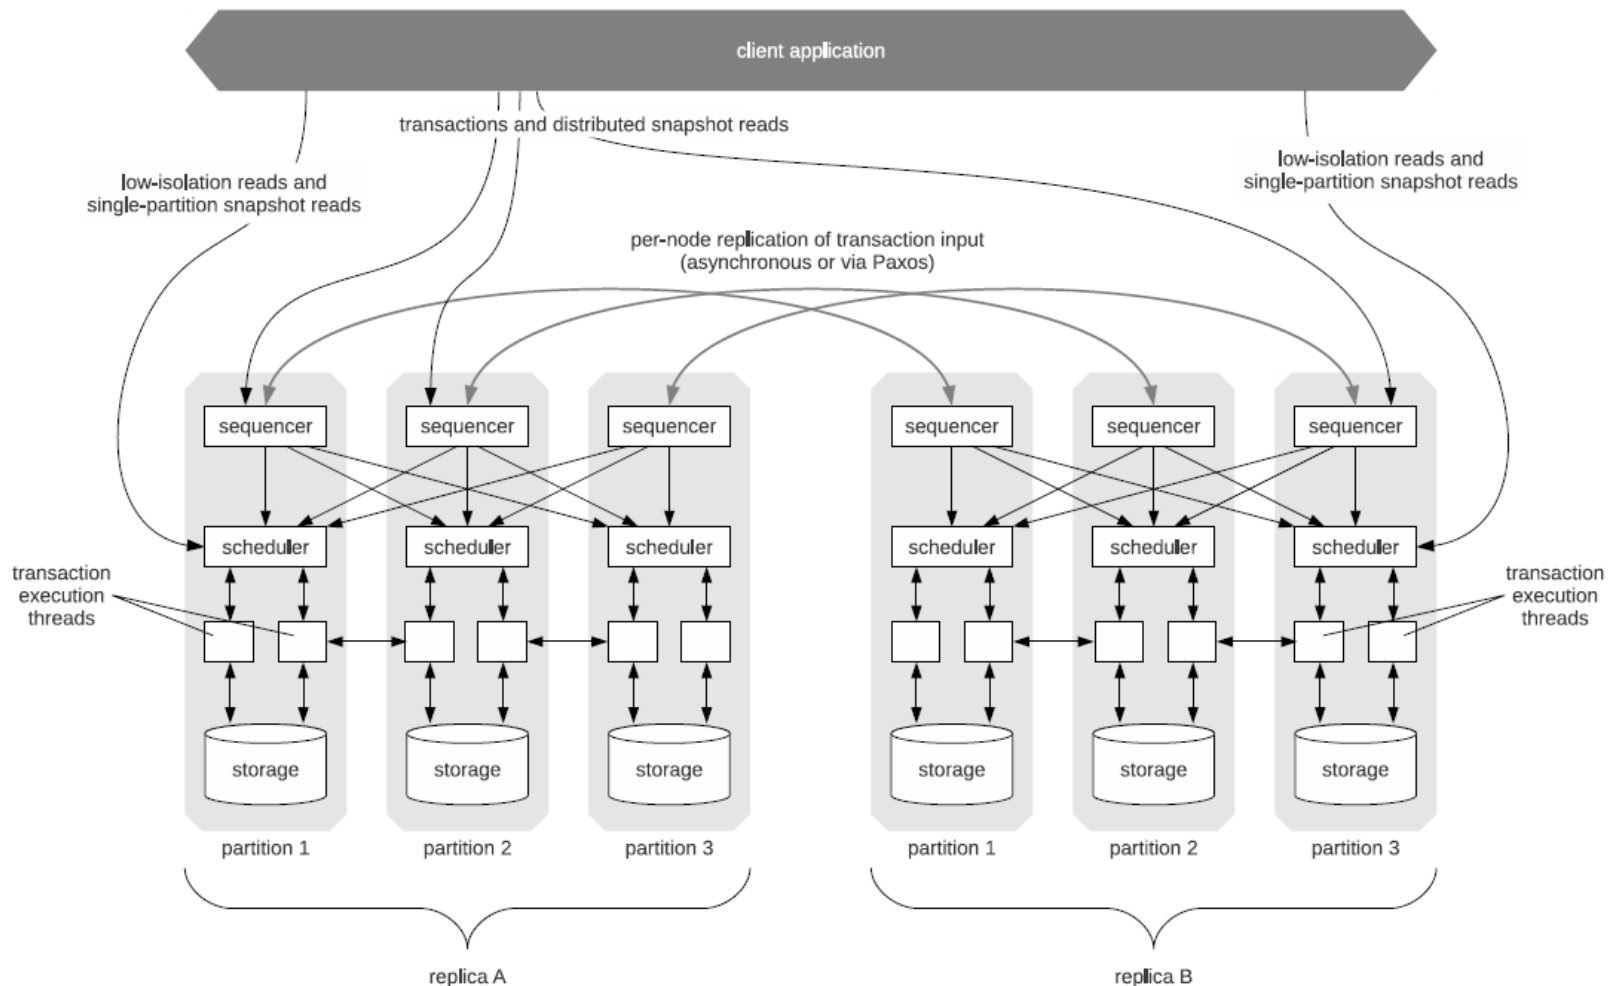 client application
transactions and distributed snapshot reads
low-isolation reads and
single-partition snapshot reads
low-isolation reads and
single-partition snapshot reads
per-node replication of transaction input
(asynchronous or via Paxos)
sequencer
sequencer
sequencer
sequencer
sequencer
sequencer
scheduler
scheduler
scheduler
scheduler
scheduler
scheduler
transaction
execution
threads
transaction
execution
threads
storage
storage
storage
storage
storage
storage
partition 1
partition 2
partition 3
partition 1
partition 2
partition 3
replica A
replica B